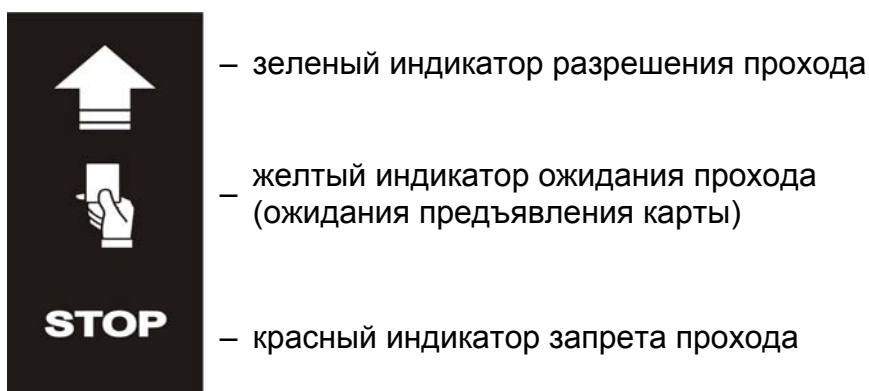 – зеленый индикатор разрешения прохода
– желтый индикатор ожидания прохода
(ожидания предъявления карты)
STOP
– красный индикатор запрета прохода